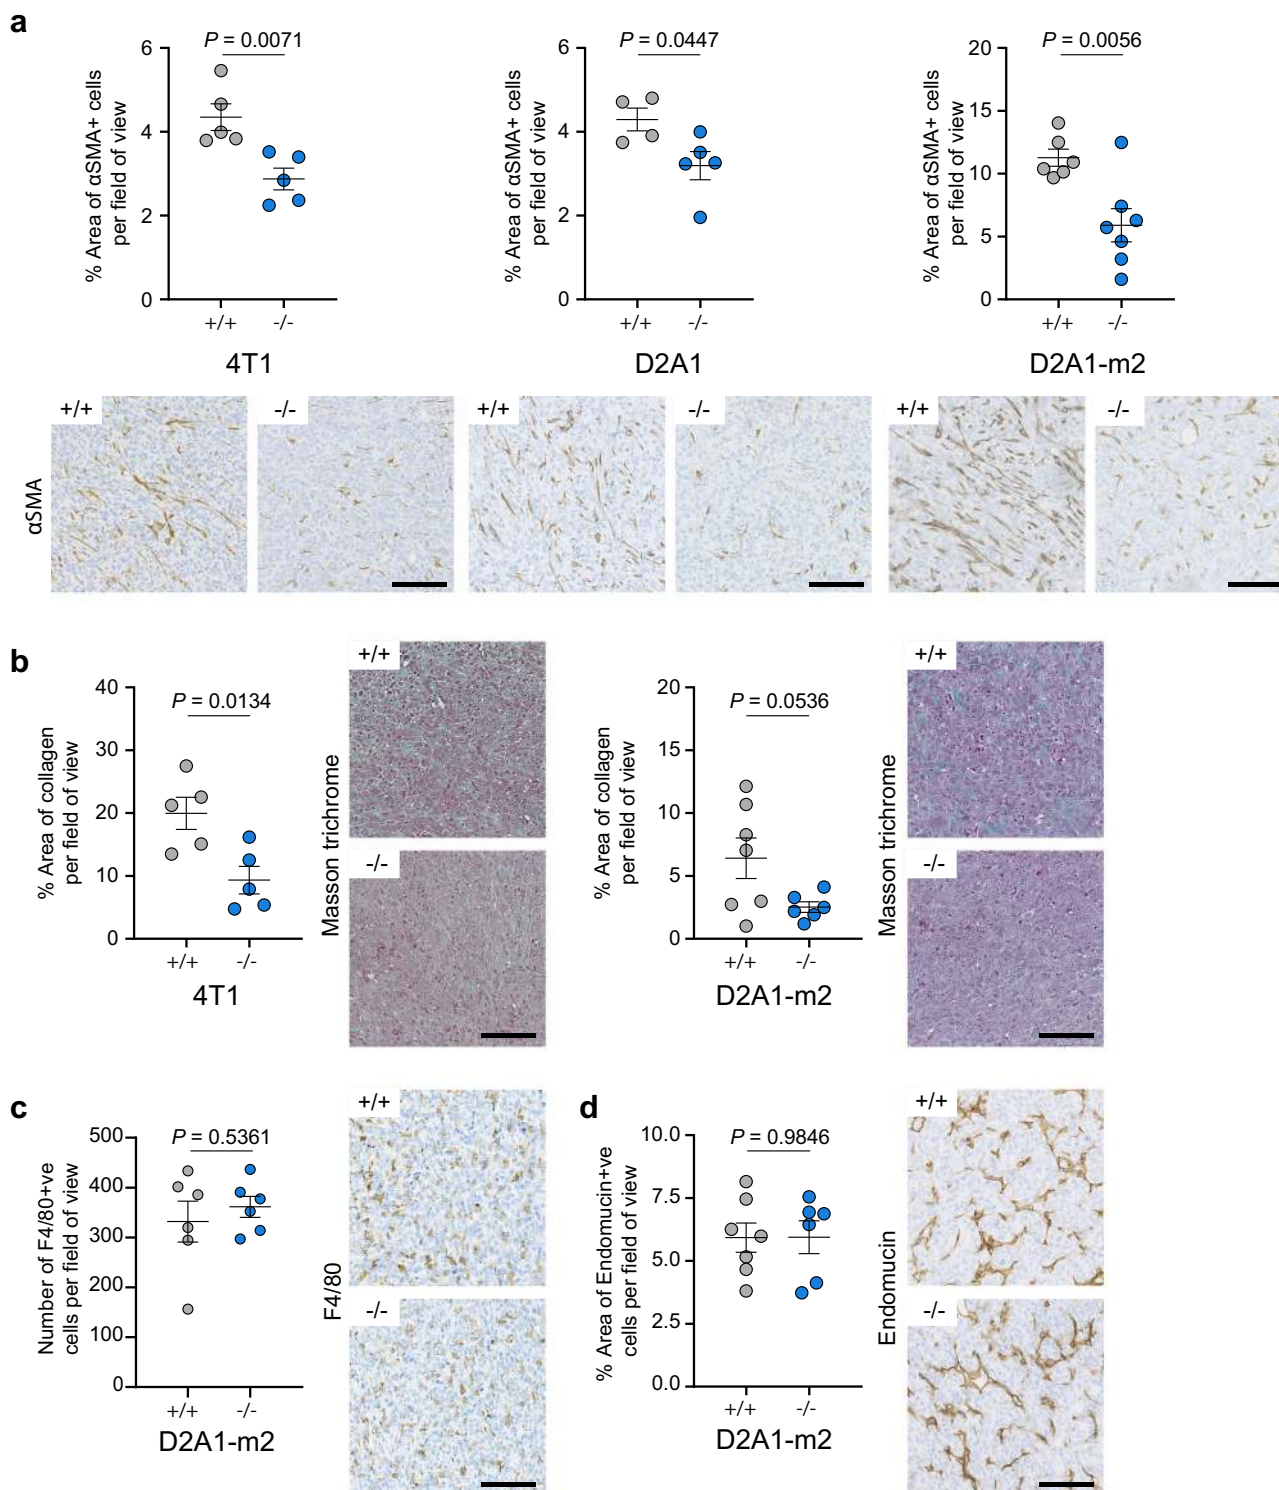 a
P = 0.0071
% Area of αSMA+ cells
per field of view
6
4
2
0
+/+
-/-
4T1
P = 0.0447
% Area of αSMA+ cells
per field of view
6
4
2
0
+/+
-/-
D2A1
P = 0.0056
% Area of αSMA+ cells
per field of view
20
15
10
5
0
+/+
-/-
D2A1-m2
αSMA
+/+
-/-
+/+
-/-
+/+
-/-
b
P = 0.0134
% Area of collagen
per field of view
40
30
20
10
0
+/+
-/-
4T1
Masson trichrome
+/+
-/-
P = 0.0536
% Area of collagen
per field of view
20
15
10
5
0
+/+
-/-
D2A1-m2
Masson trichrome
+/+
-/-
c
P = 0.5361
Number of F4/80+ve
cells per field of view
500
400
300
200
100
0
+/+
-/-
D2A1-m2
F4/80
+/+
-/-
d
P = 0.9846
% Area of Endomucin+ve
cells per field of view
10.0
7.5
5.0
2.5
0.0
+/+
-/-
D2A1-m2
Endomucin
+/+
-/-